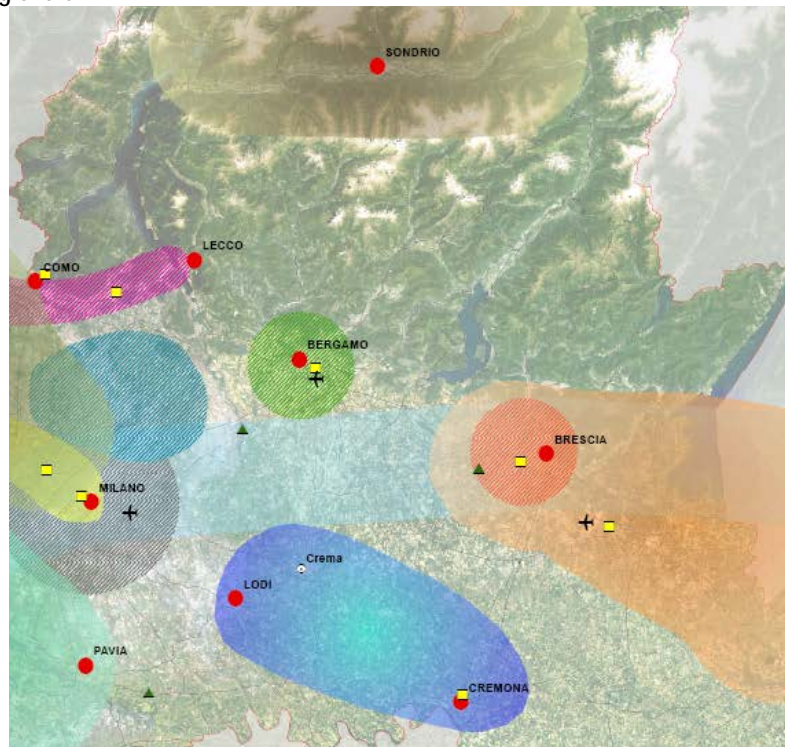 SONDRIO
LECCO
COMO
BERGAMO
BRESCIA
MILANO
Crema
LODI
PAVIA
CREMONA